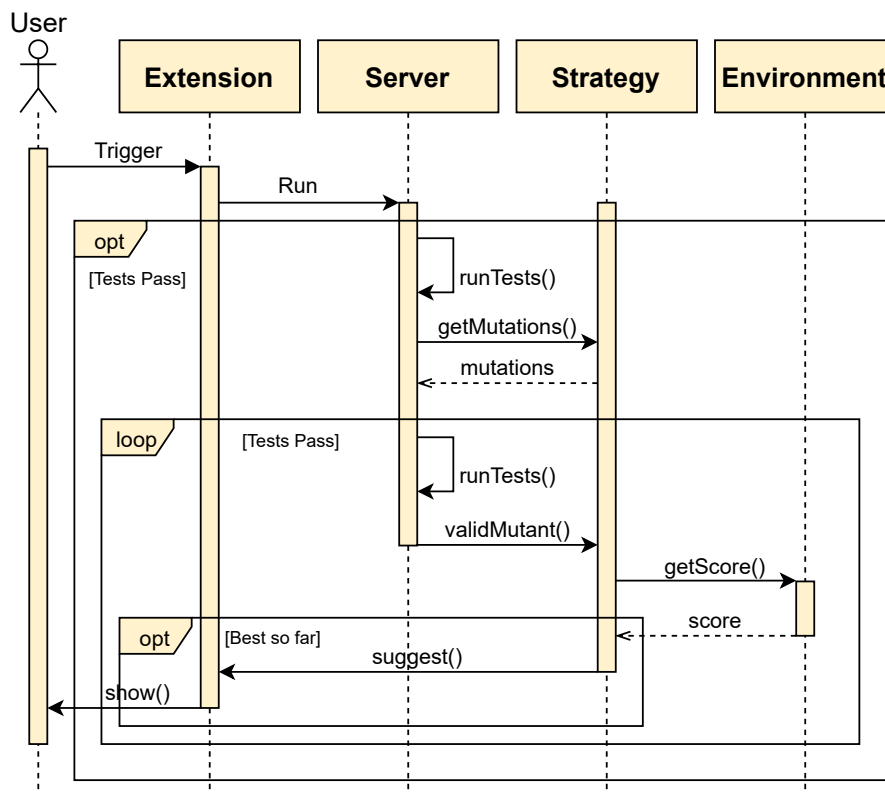 User
Extension
Server
Strategy
Environment
Trigger
Run
opt
[Tests Pass]
runTests()
getMutations()
mutations
loop
[Tests Pass]
runTests()
validMutant()
getScore()
score
opt
[Best so far]
suggest()
show()